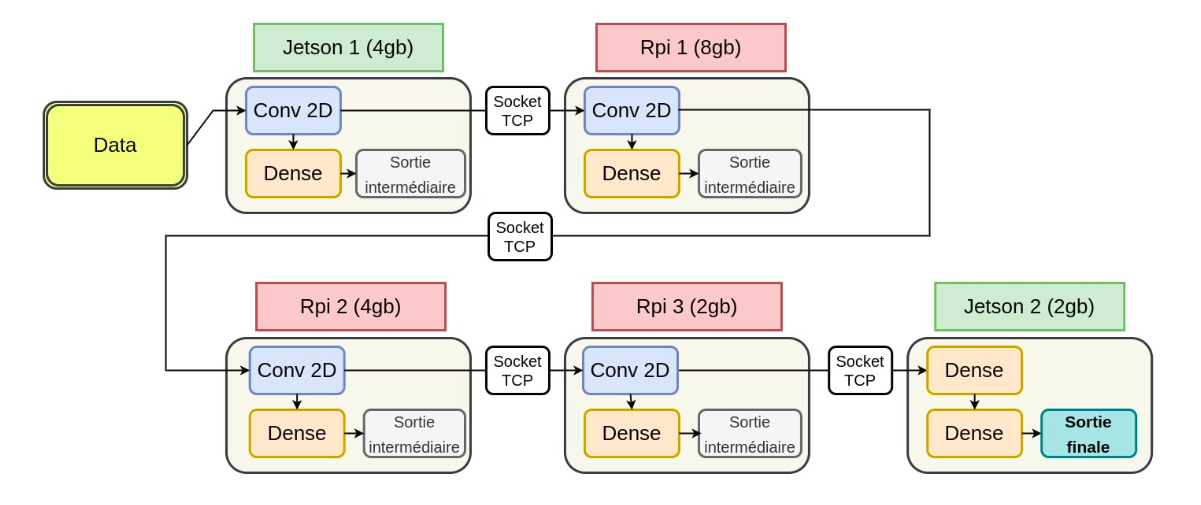 Jetson 1 (4gb)
Rpi 1 (8gb)
Data
Conv 2D
Socket
TCP
Conv 2D
Dense
Sortie
intermédiaire
Dense
Sortie
intermédiaire
Socket
TCP
Rpi 2 (4gb)
Rpi 3 (2gb)
Jetson 2 (2gb)
Conv 2D
Socket
TCP
Conv 2D
Socket
TCP
Dense
Dense
Sortie
intermédiaire
Dense
Sortie
intermédiaire
Dense
Sortie
finale